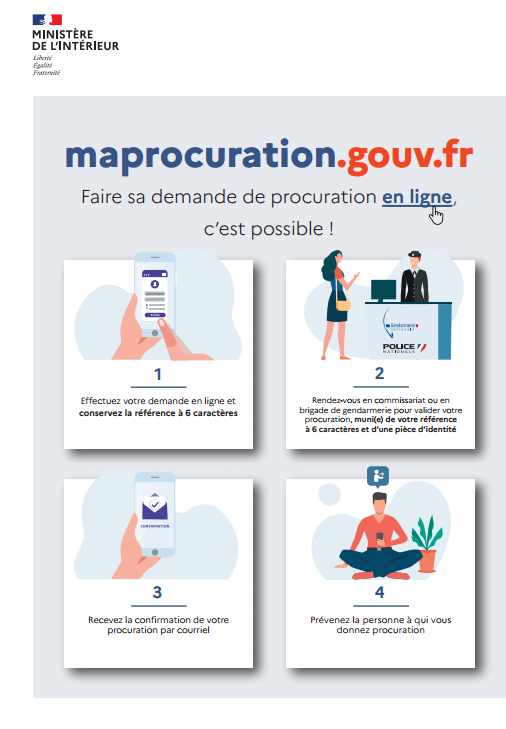 MINISTÈRE
DE L'INTÉRIEUR
Liberté
Égalité
Fraternité
maprocuration.gouv.fr
Faire sa demande de procuration en ligne,
c'est possible !
1
Effectuez votre demande en ligne et
conservez la référence à 6 caractères
Gendarmerie
NATIONALE
POLICE
NATIONALE
2
Rendez-vous en commissariat ou en
brigade de gendarmerie pour valider votre
procuration, muni(e) de votre référence
à 6 caractères et d'une pièce d'identité
CONFIRMATION
3
Recevez la confirmation de votre
procuration par courriel
4
Prévenez la personne à qui vous
donnez procuration